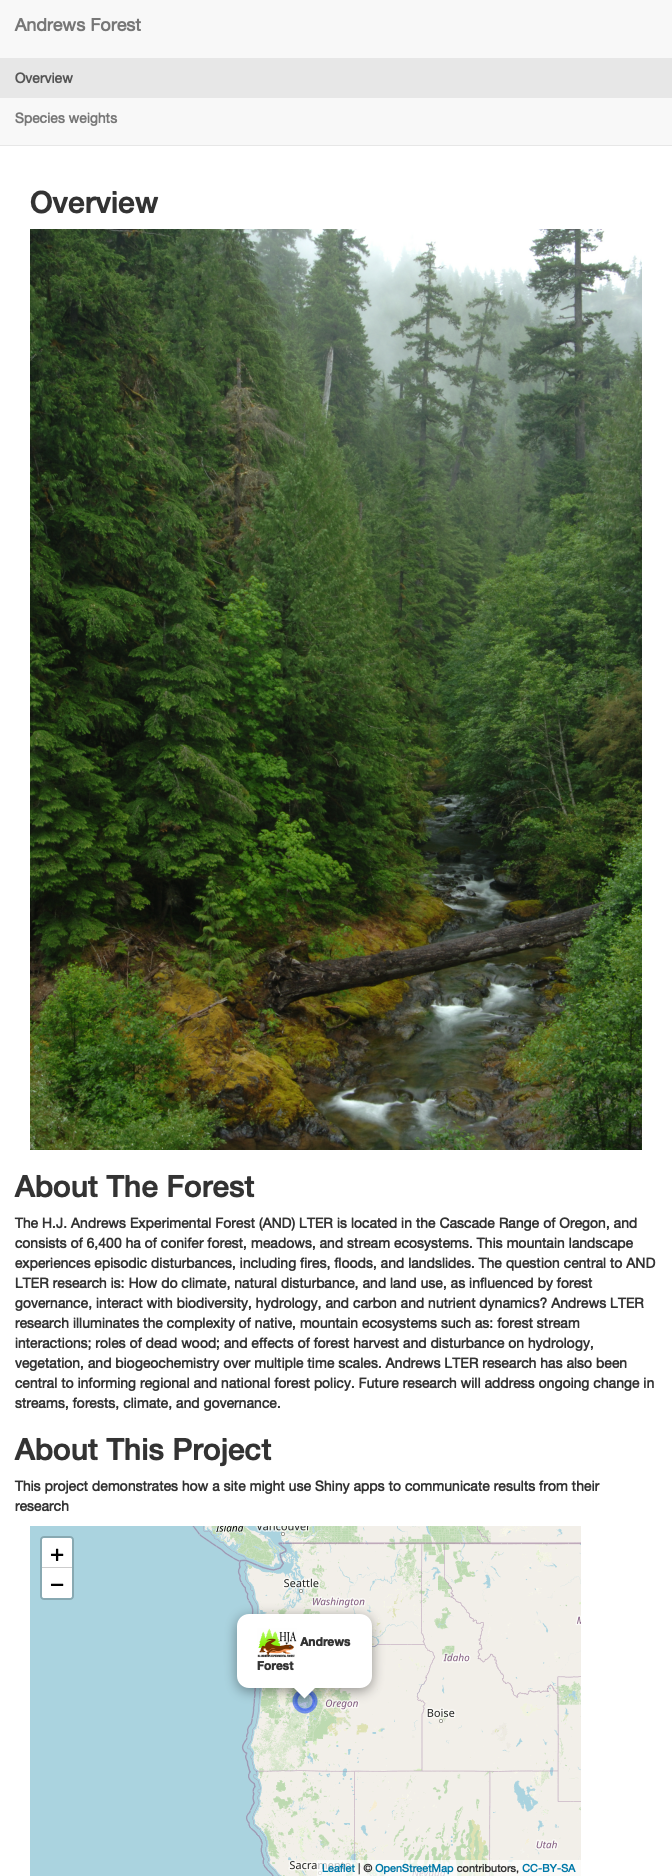 Andrews Forest
Overview
Species weights
Overview
About The Forest
The H.J. Andrews Experimental Forest (AND) LTER is located in the Cascade Range of Oregon, and
consists of 6,400 ha of conifer forest, meadows, and stream ecosystems. This mountain landscape
experiences episodic disturbances, including fires, floods, and landslides. The question central to AND
LTER research is: How do climate, natural disturbance, and land use, as influenced by forest
governance, interact with biodiversity, hydrology, and carbon and nutrient dynamics? Andrews LTER
research illuminates the complexity of native, mountain ecosystems such as: forest stream
interactions; roles of dead wood; and effects of forest harvest and disturbance on hydrology,
vegetation, and biogeochemistry over multiple time scales. Andrews LTER research has also been
central to informing regional and national forest policy. Future research will address ongoing change in
streams, forests, climate, and governance.
About This Project
This project demonstrates how a site might use Shiny apps to communicate results from their
research
Island
Vancouver
+
−
Seattle
Washington
HJA Andrews
Forest
Idaho
Oregon
Boise
Utah
Leaflet | © OpenStreetMap contributors, CC-BY-SA